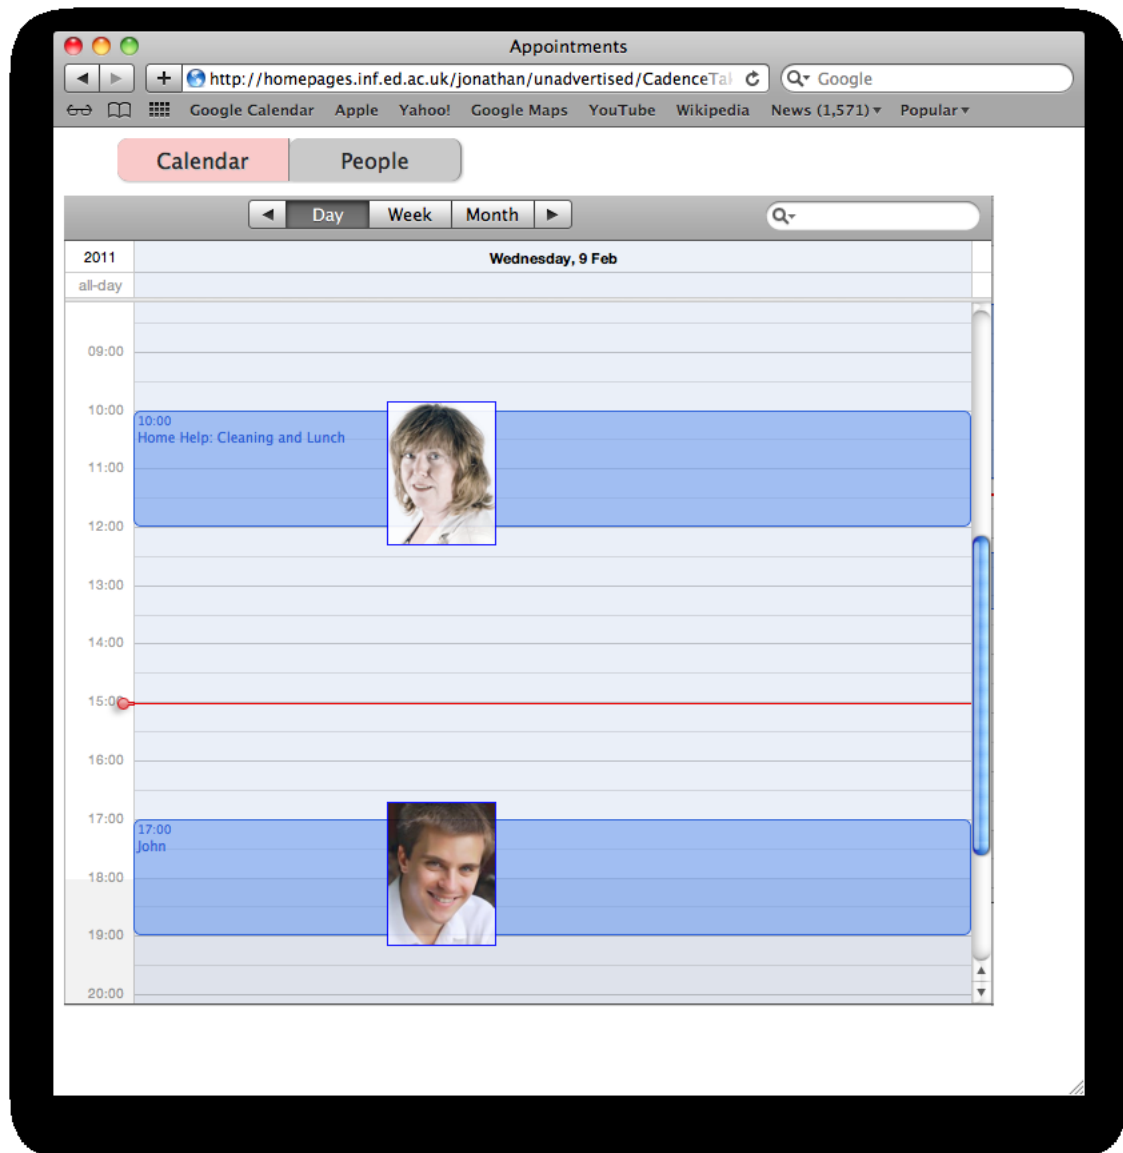 Appointments
http://homepages.inf.ed.ac.uk/jonathan/unadvertised/CadenceTal
Google
Google Calendar Apple Yahoo! Google Maps YouTube Wikipedia News (1,571) Popular
Calendar People
Day Week Month
2011 Wednesday, 9 Feb
all-day
09:00
10:00
10:00
Home Help: Cleaning and Lunch
11:00
12:00
13:00
14:00
15:00
16:00
17:00
17:00
John
18:00
19:00
20:00